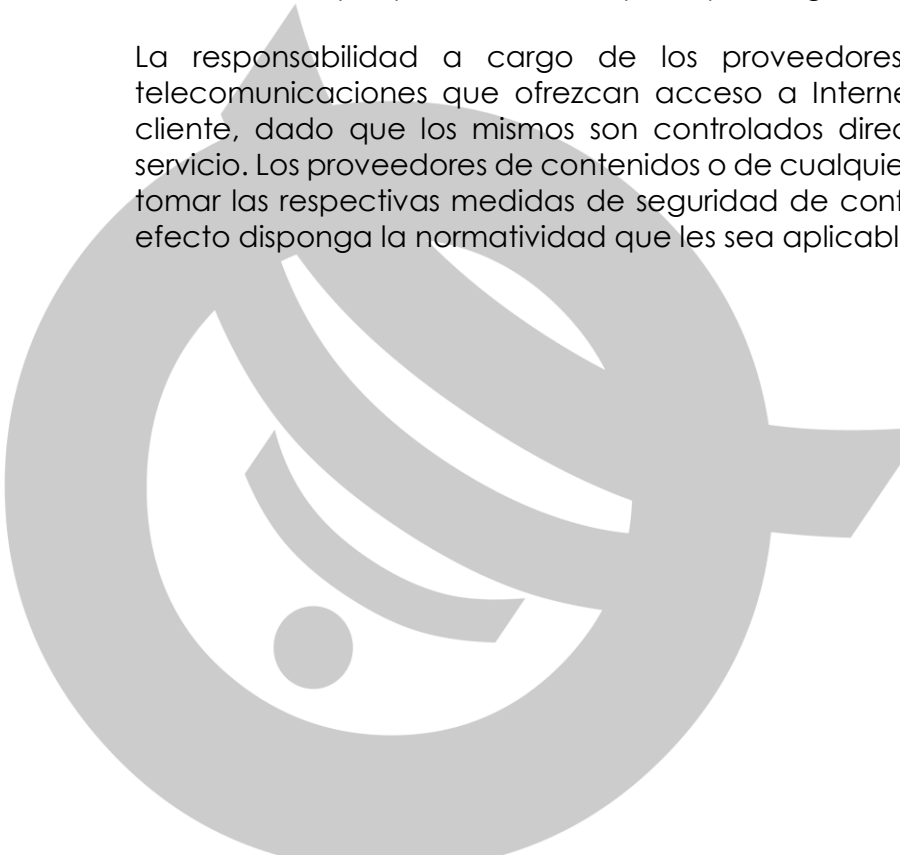 La responsabilidad a cargo de los proveedores
telecomunicaciones que ofrezcan acceso a Interne
cliente, dado que los mismos son controlados direc
servicio. Los proveedores de contenidos o de cualquie
tomar las respectivas medidas de seguridad de conf
efecto disponga la normatividad que les sea aplicabl